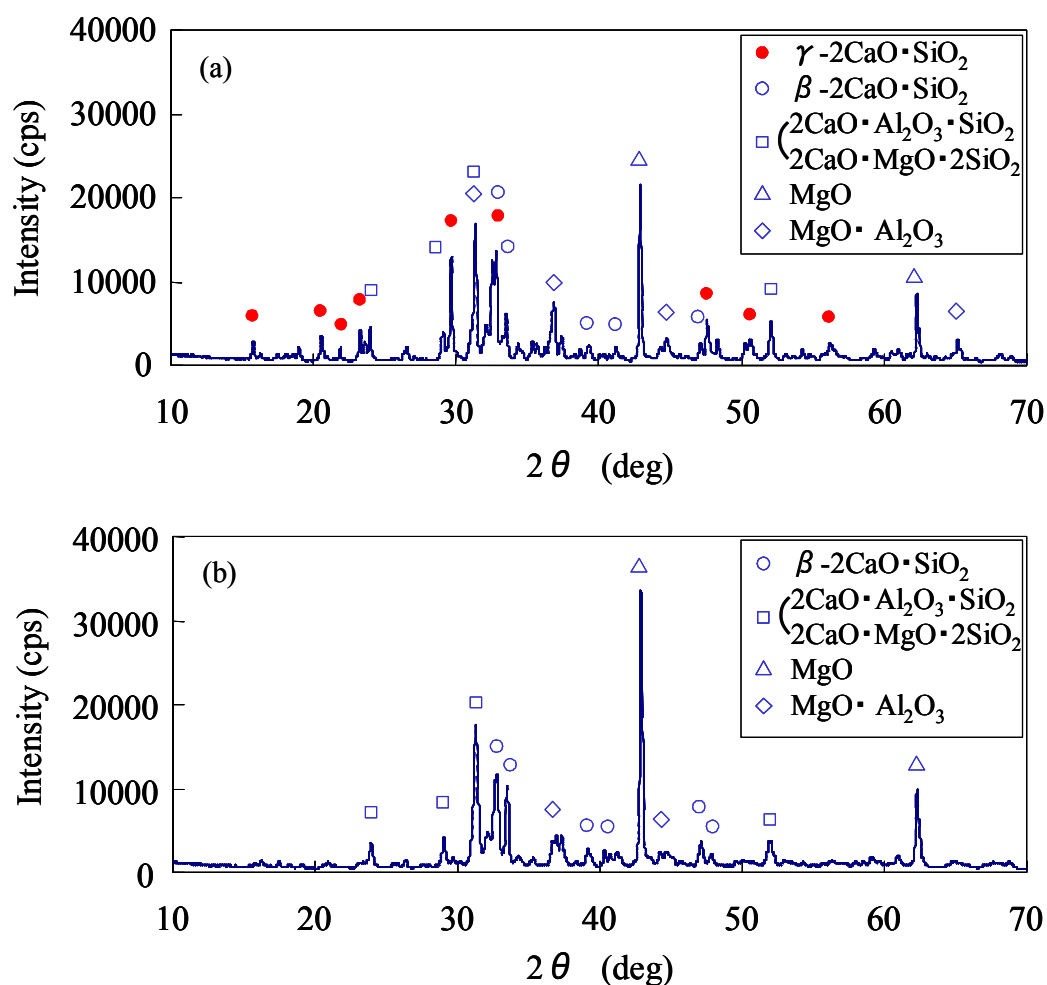 40000
30000
20000
10000
0
Intensity (cps)
(a)
γ-2CaO・SiO₂
β-2CaO・SiO₂
2CaO・Al₂O₃・SiO₂
2CaO・MgO・2SiO₂
MgO
MgO・Al₂O₃
10 20 30 40 50 60 70
2θ (deg)
40000
30000
20000
10000
0
Intensity (cps)
(b)
β-2CaO・SiO₂
2CaO・Al₂O₃・SiO₂
2CaO・MgO・2SiO₂
MgO
MgO・Al₂O₃
10 20 30 40 50 60 70
2θ (deg)